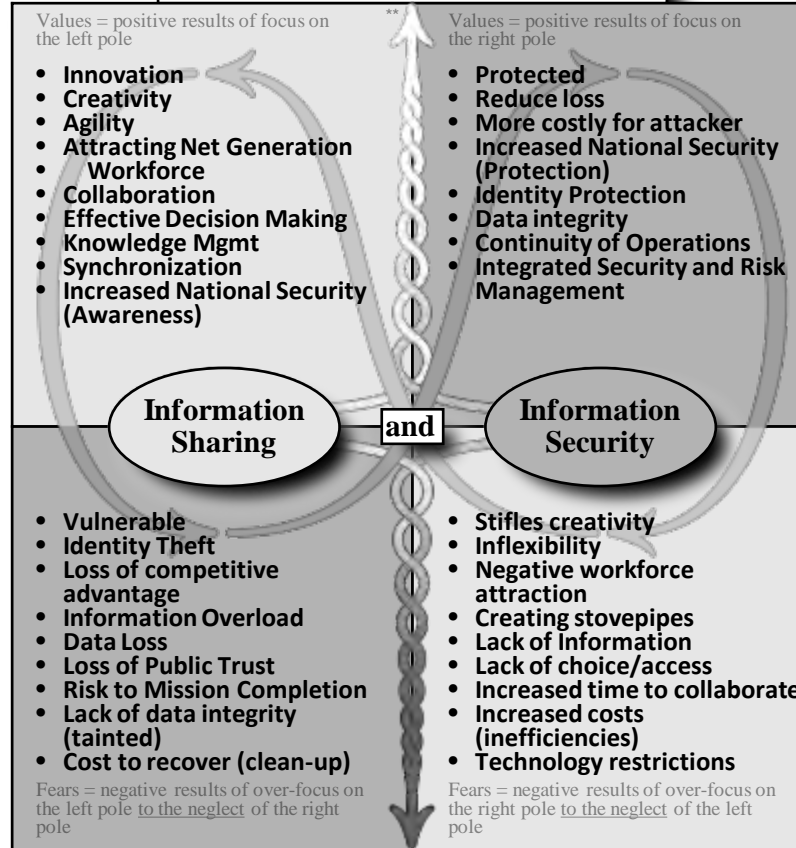 Values = positive results of focus on
the left pole
• Innovation
• Creativity
• Agility
• Attracting Net Generation
• Workforce
• Collaboration
• Effective Decision Making
• Knowledge Mgmt
• Synchronization
• Increased National Security
(Awareness)
**
Values = positive results of focus on
the right pole
• Protected
• Reduce loss
• More costly for attacker
• Increased National Security
(Protection)
• Identity Protection
• Data integrity
• Continuity of Operations
• Integrated Security and Risk
Management
Information
Sharing
and
Information
Security
• Vulnerable
• Identity Theft
• Loss of competitive
advantage
• Information Overload
• Data Loss
• Loss of Public Trust
• Risk to Mission Completion
• Lack of data integrity
(tainted)
• Cost to recover (clean-up)
Fears = negative results of over-focus on
the left pole to the neglect of the right
pole
• Stifles creativity
• Inflexibility
• Negative workforce
attraction
• Creating stovepipes
• Lack of Information
• Lack of choice/access
• Increased time to collaborate
• Increased costs
(inefficiencies)
• Technology restrictions
Fears = negative results of over-focus on
the right pole to the neglect of the left
pole